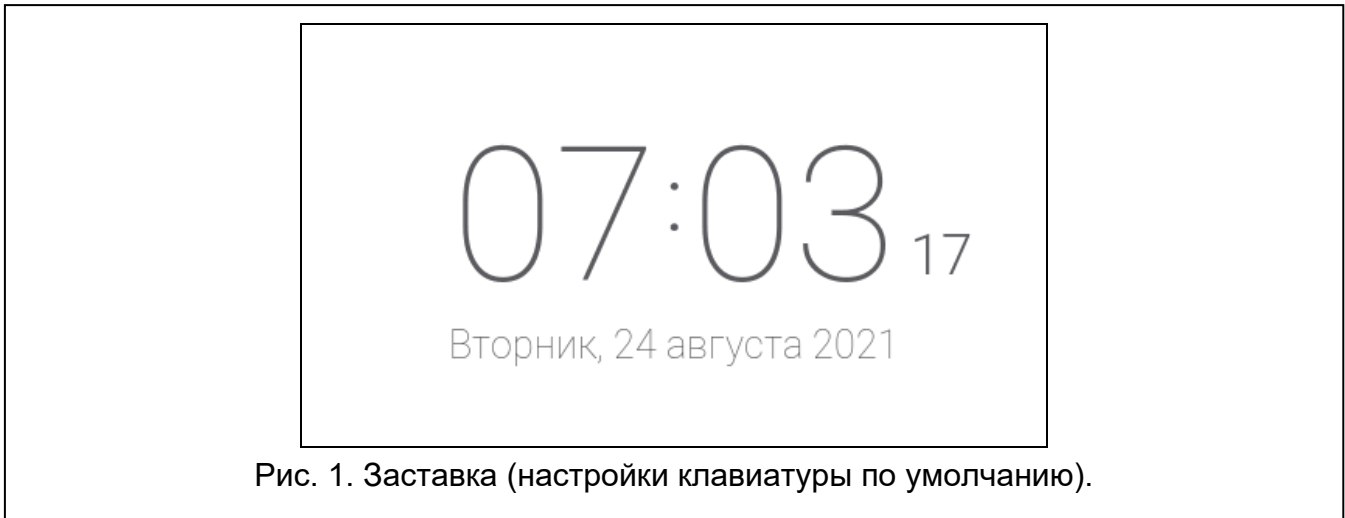 07:03 17
Вторник, 24 августа 2021
Рис. 1. Заставка (настройки клавиатуры по умолчанию).